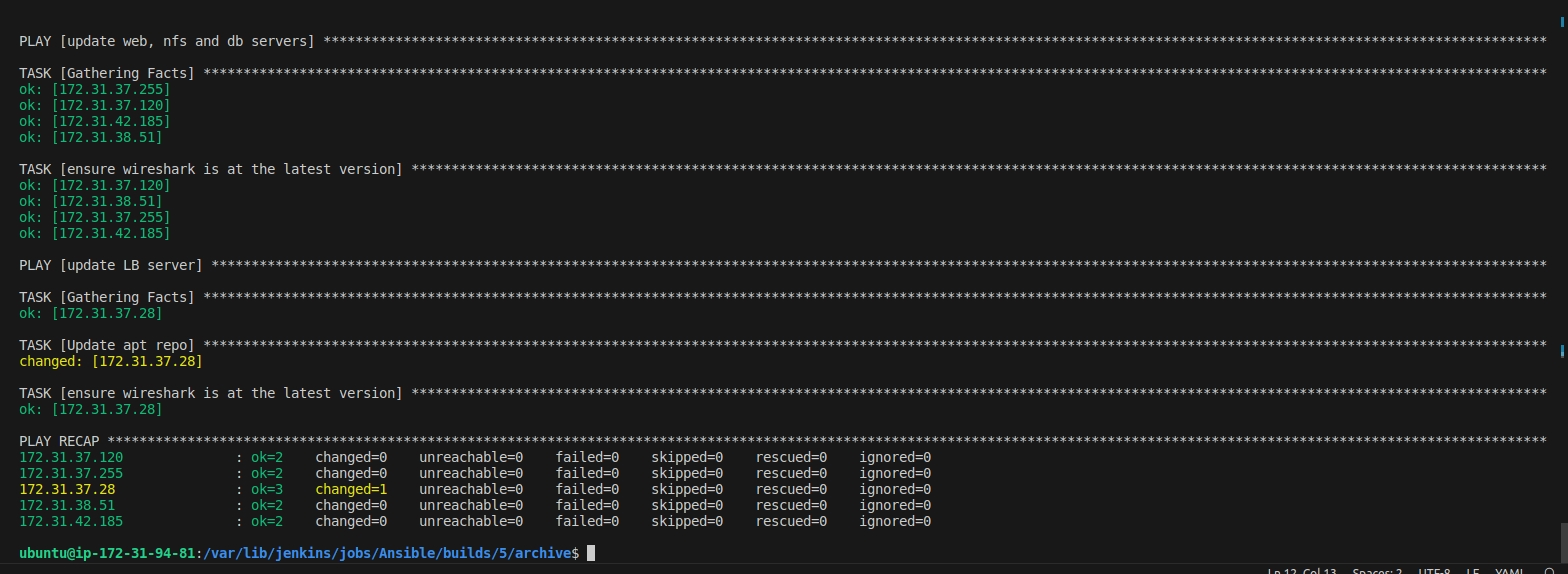 PLAY [update web, nfs and db servers] *********************************************************************************************************************************************************
TASK [Gathering Facts] ************************************************************************************************************************************************************************
ok: [172.31.37.255]
ok: [172.31.37.120]
ok: [172.31.42.185]
ok: [172.31.38.51]
TASK [ensure wireshark is at the latest version] **********************************************************************************************************************************************
ok: [172.31.37.120]
ok: [172.31.38.51]
ok: [172.31.37.255]
ok: [172.31.42.185]
PLAY [update LB server] ***********************************************************************************************************************************************************************
TASK [Gathering Facts] ************************************************************************************************************************************************************************
ok: [172.31.37.28]
TASK [Update apt repo] ************************************************************************************************************************************************************************
changed: [172.31.37.28]
TASK [ensure wireshark is at the latest version] **********************************************************************************************************************************************
ok: [172.31.37.28]
PLAY RECAP ************************************************************************************************************************************************************************************
172.31.37.120              : ok=2    changed=0    unreachable=0    failed=0    skipped=0    rescued=0    ignored=0
172.31.37.255              : ok=2    changed=0    unreachable=0    failed=0    skipped=0    rescued=0    ignored=0
172.31.37.28               : ok=3    changed=1    unreachable=0    failed=0    skipped=0    rescued=0    ignored=0
172.31.38.51               : ok=2    changed=0    unreachable=0    failed=0    skipped=0    rescued=0    ignored=0
172.31.42.185              : ok=2    changed=0    unreachable=0    failed=0    skipped=0    rescued=0    ignored=0
ubuntu@ip-172-31-94-81:/var/lib/jenkins/jobs/Ansible/builds/5/archive$
Ln 12, Col 13 Spaces: 2 UTF-8 LF YAML